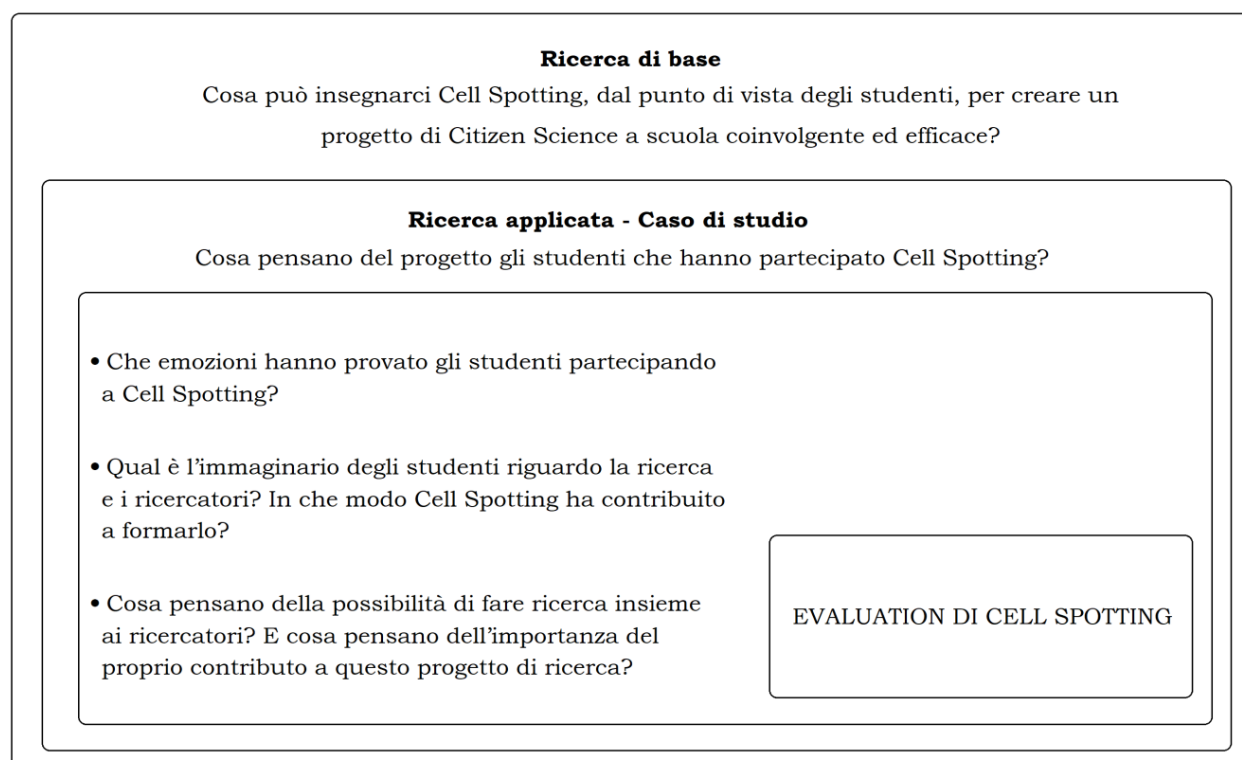 Ricerca di base
Cosa può insegnarci Cell Spotting, dal punto di vista degli studenti, per creare un
progetto di Citizen Science a scuola coinvolgente ed efficace?
Ricerca applicata - Caso di studio
Cosa pensano del progetto gli studenti che hanno partecipato Cell Spotting?
• Che emozioni hanno provato gli studenti partecipando
a Cell Spotting?
• Qual è l'immaginario degli studenti riguardo la ricerca
e i ricercatori? In che modo Cell Spotting ha contribuito
a formarlo?
• Cosa pensano della possibilità di fare ricerca insieme
ai ricercatori? E cosa pensano dell'importanza del
proprio contributo a questo progetto di ricerca?
EVALUATION DI CELL SPOTTING